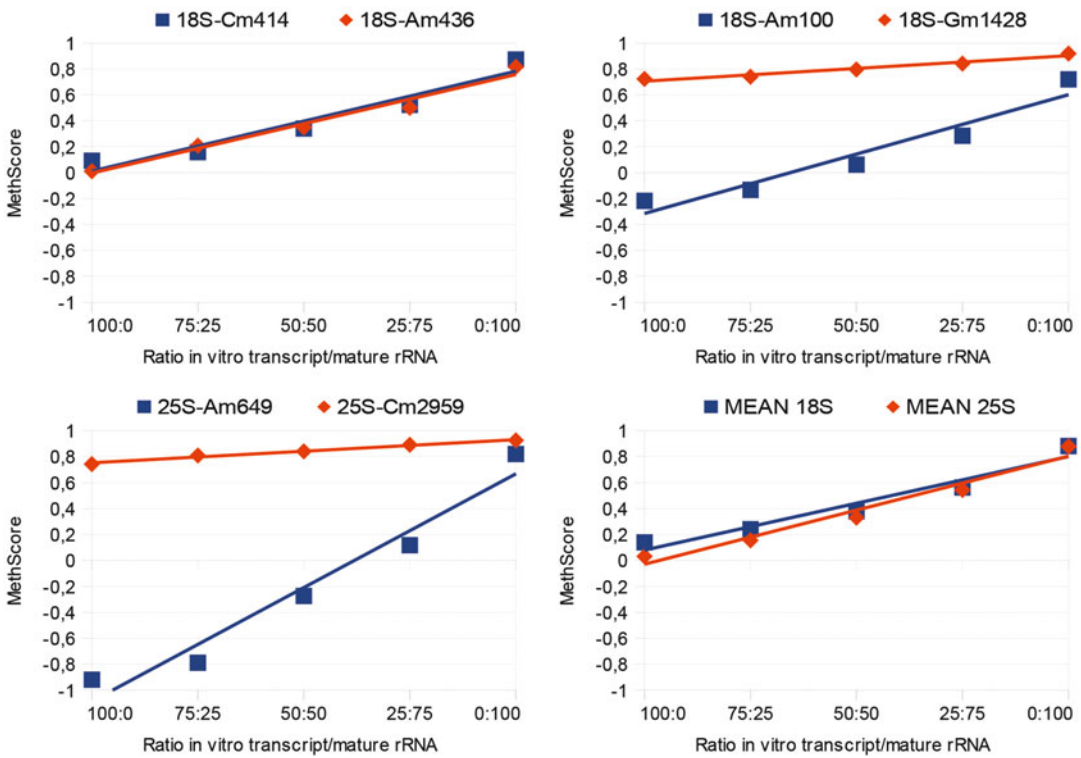 18S-Cm414 18S-Am436
1
0,8
0,6
0,4
0,2
0
-0,2
-0,4
-0,6
-0,8
-1
MethScore
100:0 75:25 50:50 25:75 0:100
Ratio in vitro transcript/mature rRNA
18S-Am100 18S-Gm1428
1
0,8
0,6
0,4
0,2
0
-0,2
-0,4
-0,6
-0,8
-1
MethScore
100:0 75:25 50:50 25:75 0:100
Ratio in vitro transcript/mature rRNA
25S-Am649 25S-Cm2959
1
0,8
0,6
0,4
0,2
0
-0,2
-0,4
-0,6
-0,8
-1
MethScore
100:0 75:25 50:50 25:75 0:100
Ratio in vitro transcript/mature rRNA
MEAN 18S MEAN 25S
1
0,8
0,6
0,4
0,2
0
-0,2
-0,4
-0,6
-0,8
-1
MethScore
100:0 75:25 50:50 25:75 0:100
Ratio in vitro transcript/mature rRNA